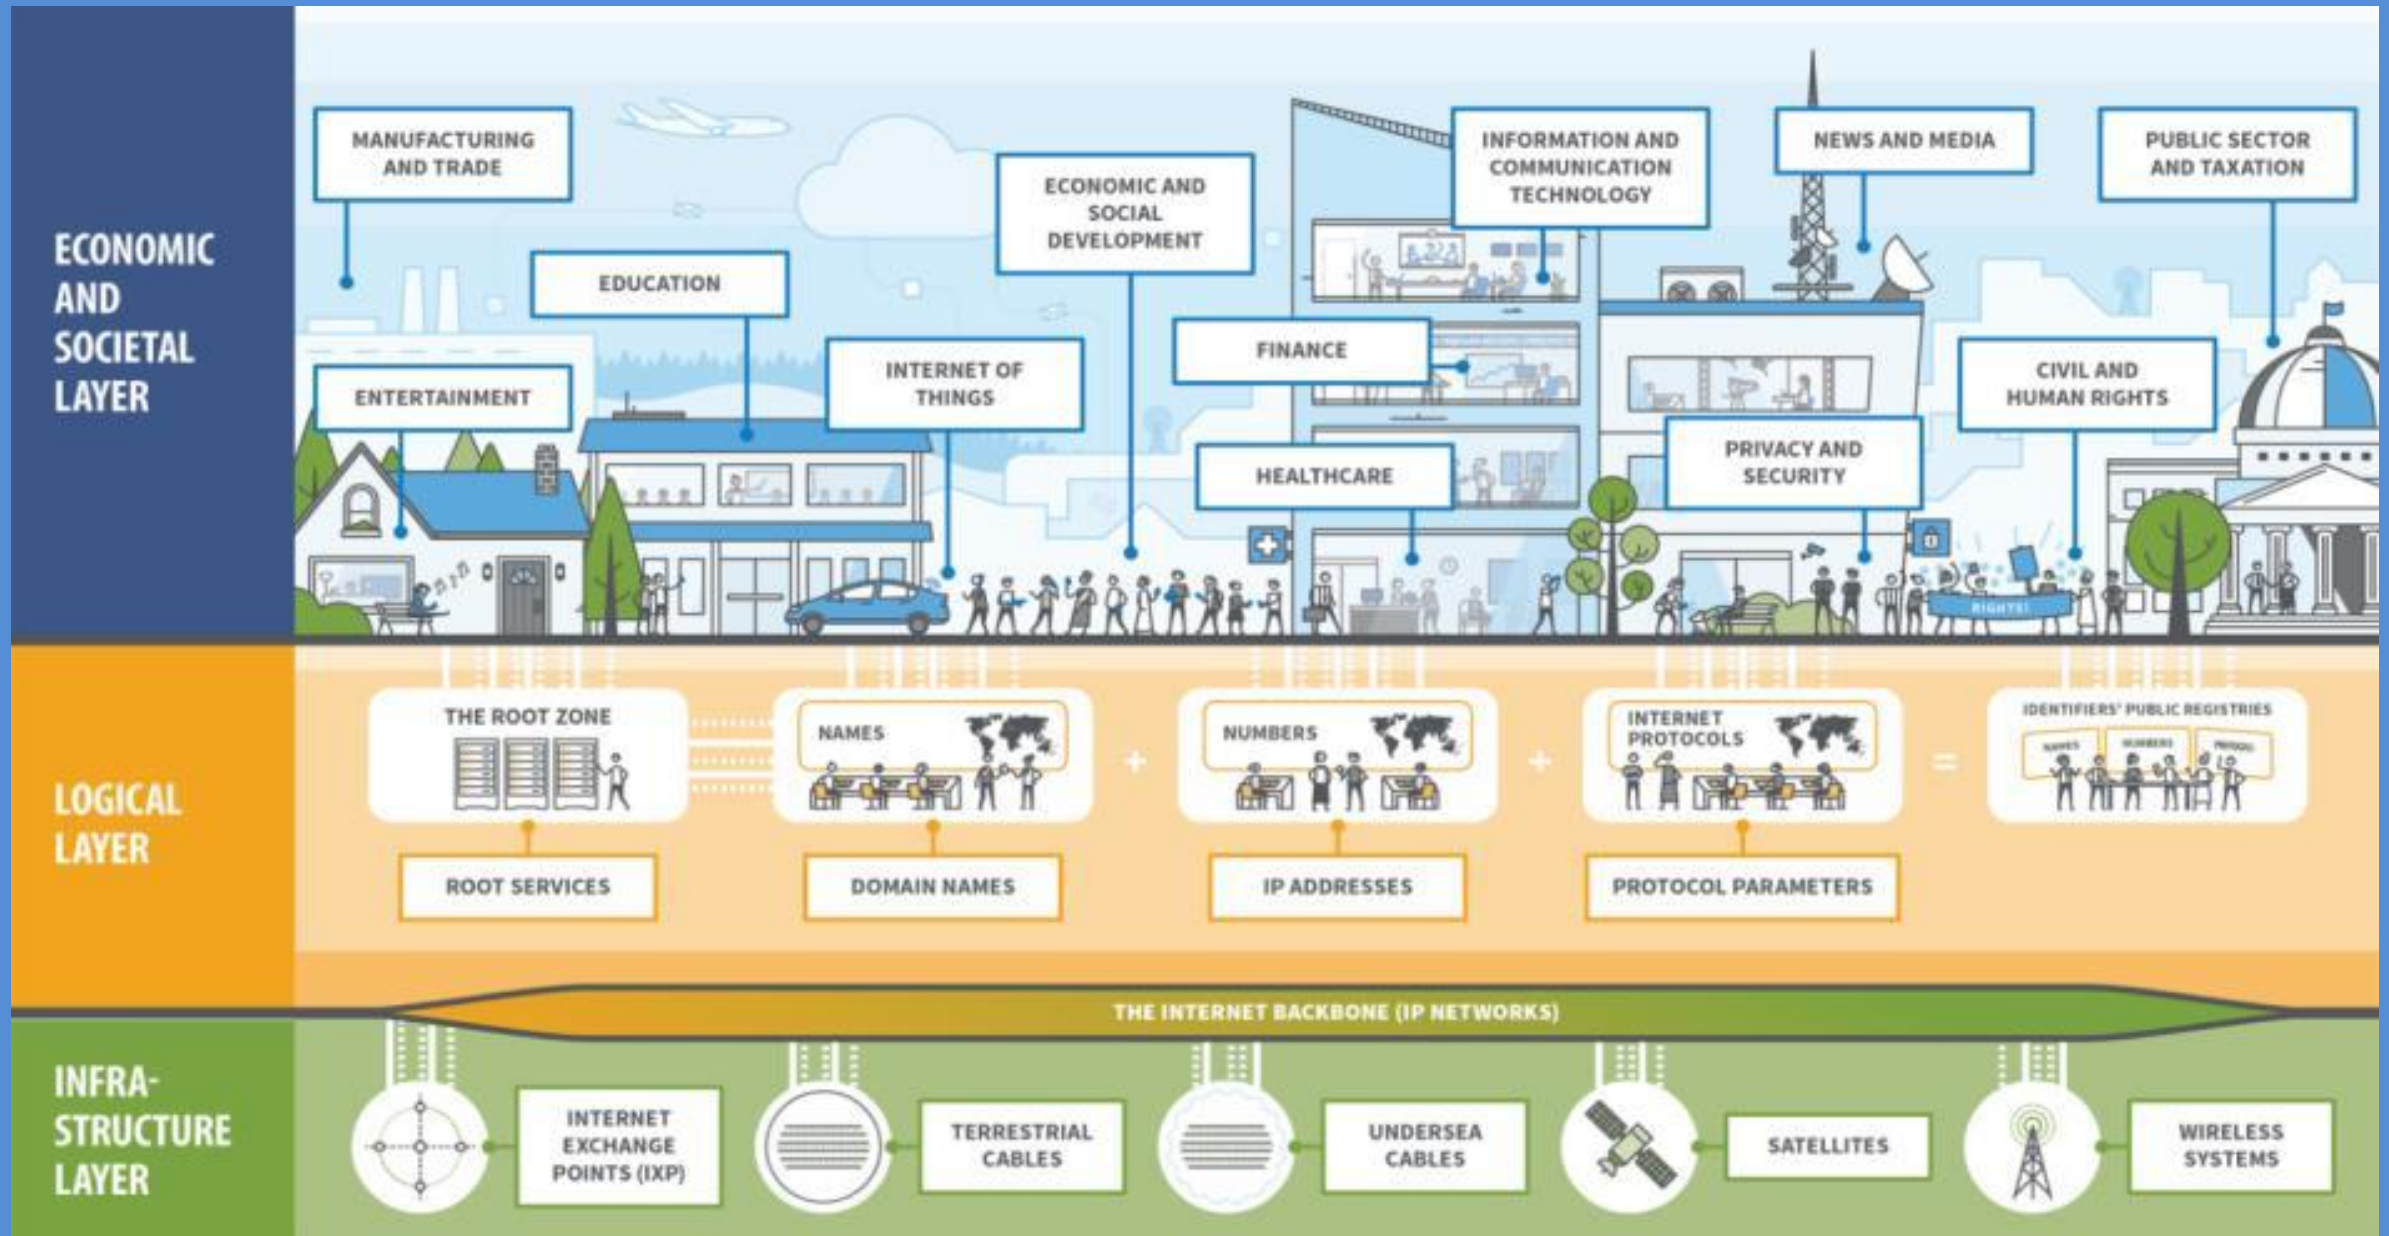 ECONOMIC
AND
SOCIETAL
LAYER
MANUFACTURING
AND TRADE
ENTERTAINMENT
EDUCATION
INTERNET OF
THINGS
ECONOMIC AND
SOCIAL
DEVELOPMENT
FINANCE
HEALTHCARE
INFORMATION AND
COMMUNICATION
TECHNOLOGY
NEWS AND MEDIA
PRIVACY AND
SECURITY
CIVIL AND
HUMAN RIGHTS
PUBLIC SECTOR
AND TAXATION
RIGHTS!
LOGICAL
LAYER
THE ROOT ZONE
ROOT SERVICES
NAMES
DOMAIN NAMES
+
NUMBERS
IP ADDRESSES
+
INTERNET
PROTOCOLS
PROTOCOL PARAMETERS
=
IDENTIFIERS' PUBLIC REGISTRIES
NAMES
NUMBERS
THE INTERNET BACKBONE (IP NETWORKS)
INFRA-
STRUCTURE
LAYER
INTERNET
EXCHANGE
POINTS (IXP)
TERRESTRIAL
CABLES
UNDERSEA
CABLES
SATELLITES
WIRELESS
SYSTEMS